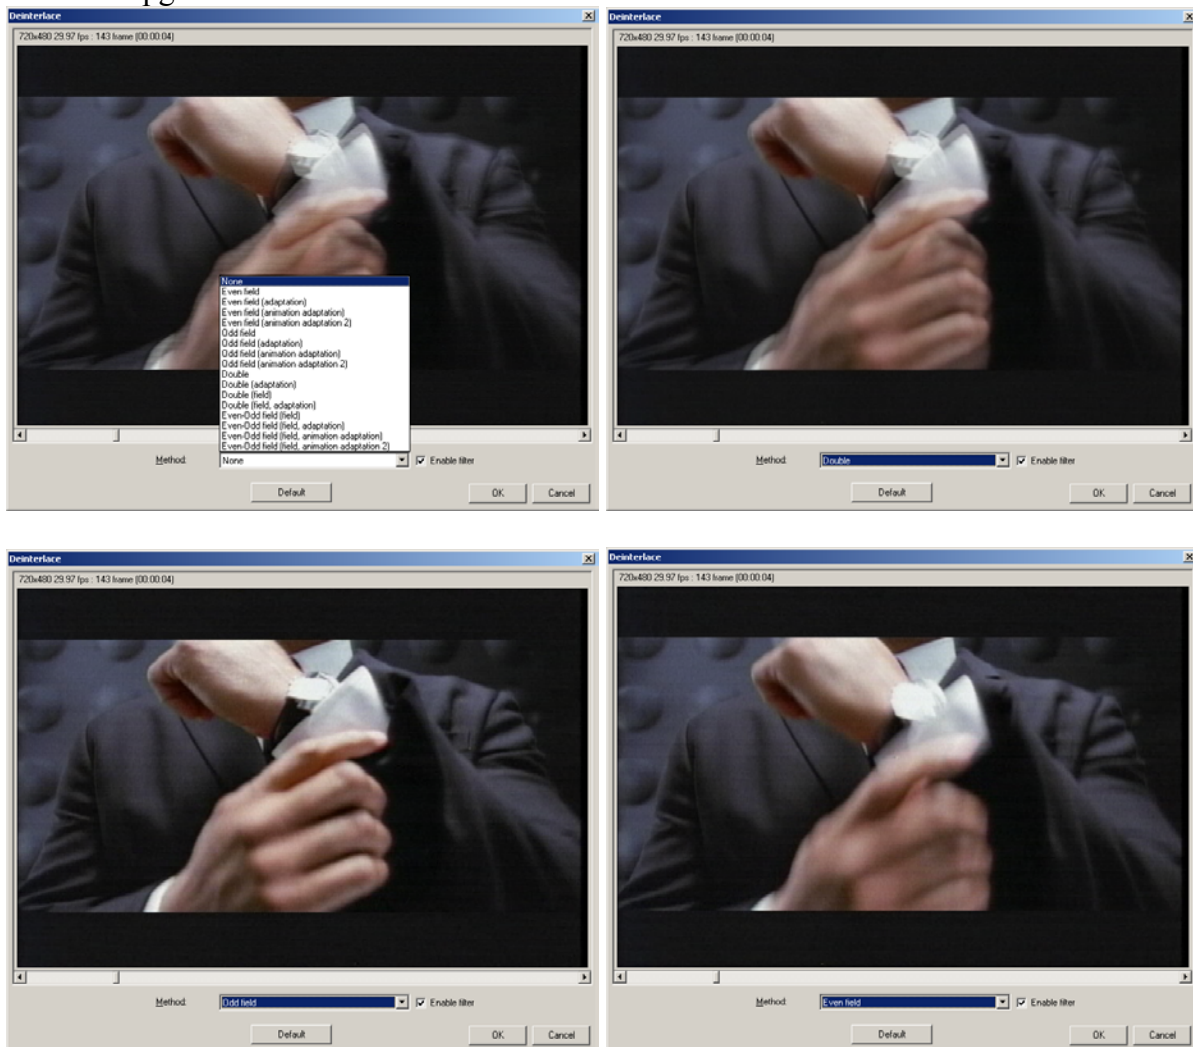 Deinterlace
720x480 29.97 fps : 143 frame (00:00:04)
None
Even field
Even field (adaptation)
Even field (animation adaptation)
Even field (animation adaptation 2)
Odd field
Odd field (adaptation)
Odd field (animation adaptation)
Odd field (animation adaptation 2)
Double
Double (adaptation)
Double (field)
Double (field, adaptation)
Even-Odd field (field)
Even-Odd field (field, adaptation)
Even-Odd field (field, animation adaptation)
Even-Odd field (field, animation adaptation 2)
Method: None Enable filter
Default OK Cancel
Deinterlace
720x480 29.97 fps : 143 frame (00:00:04)
Method: Double Enable filter
Default OK Cancel
Deinterlace
720x480 29.97 fps : 143 frame (00:00:04)
Method: Odd field Enable filter
Default OK Cancel
Deinterlace
720x480 29.97 fps : 143 frame (00:00:04)
Method: Even field Enable filter
Default OK Cancel